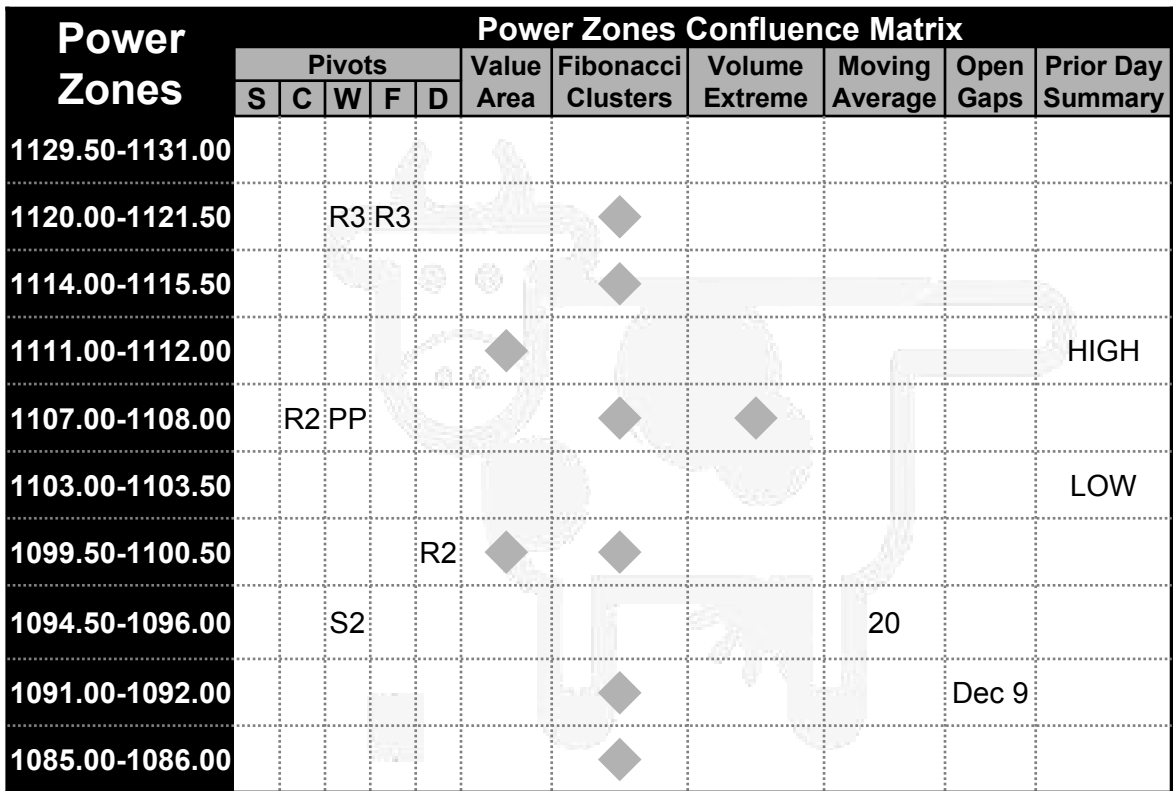 Power Zones Power Zones Confluence Matrix
Pivots Value Area Fibonacci Clusters Volume Extreme Moving Average Open Gaps Prior Day Summary
S C W F D
1129.50-1131.00
1120.00-1121.50 R3 R3
1114.00-1115.50
1111.00-1112.00 HIGH
1107.00-1108.00 R2 PP
1103.00-1103.50 LOW
1099.50-1100.50 R2
1094.50-1096.00 S2 20
1091.00-1092.00 Dec 9
1085.00-1086.00